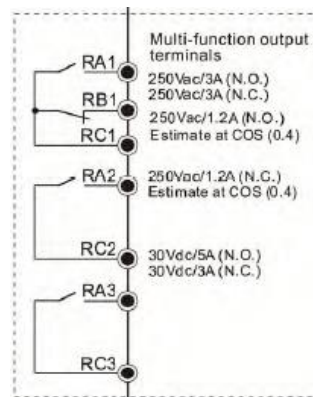 Multi-function output
terminals
RA1
250Vac/3A (N.O.)
250Vac/3A (N.C.)
RB1
250Vac/1.2A (N.O.)
RC1
Estimate at COS (0.4)
RA2
250Vac/1.2A (N.C.)
Estimate at COS (0.4)
RC2
30Vdc/5A (N.O.)
30Vdc/3A (N.C.)
RA3
RC3